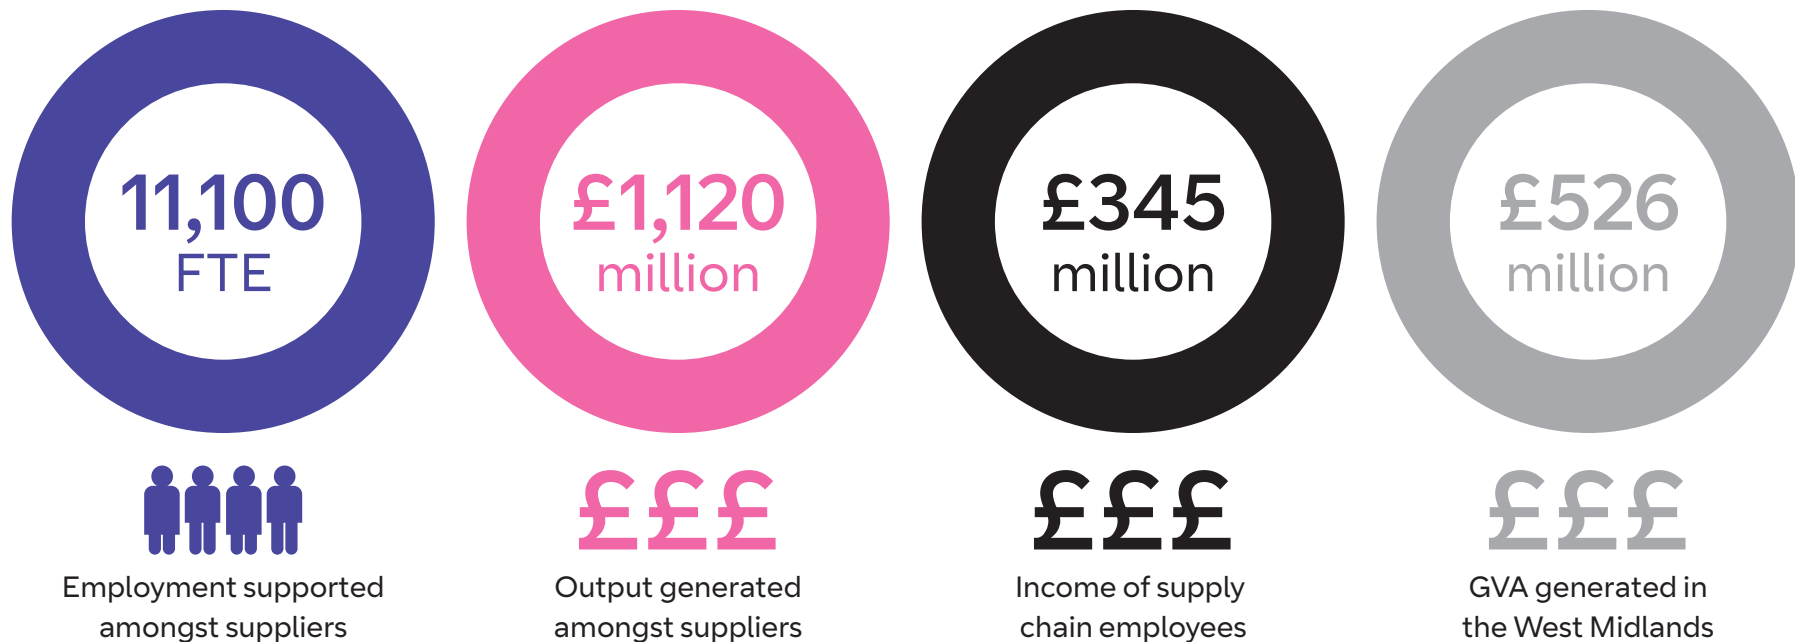 11,100
FTE
£1,120
million
£345
million
£526
million
£££
£££
£££
Employment supported
amongst suppliers
Output generated
amongst suppliers
Income of supply
chain employees
GVA generated in
the West Midlands